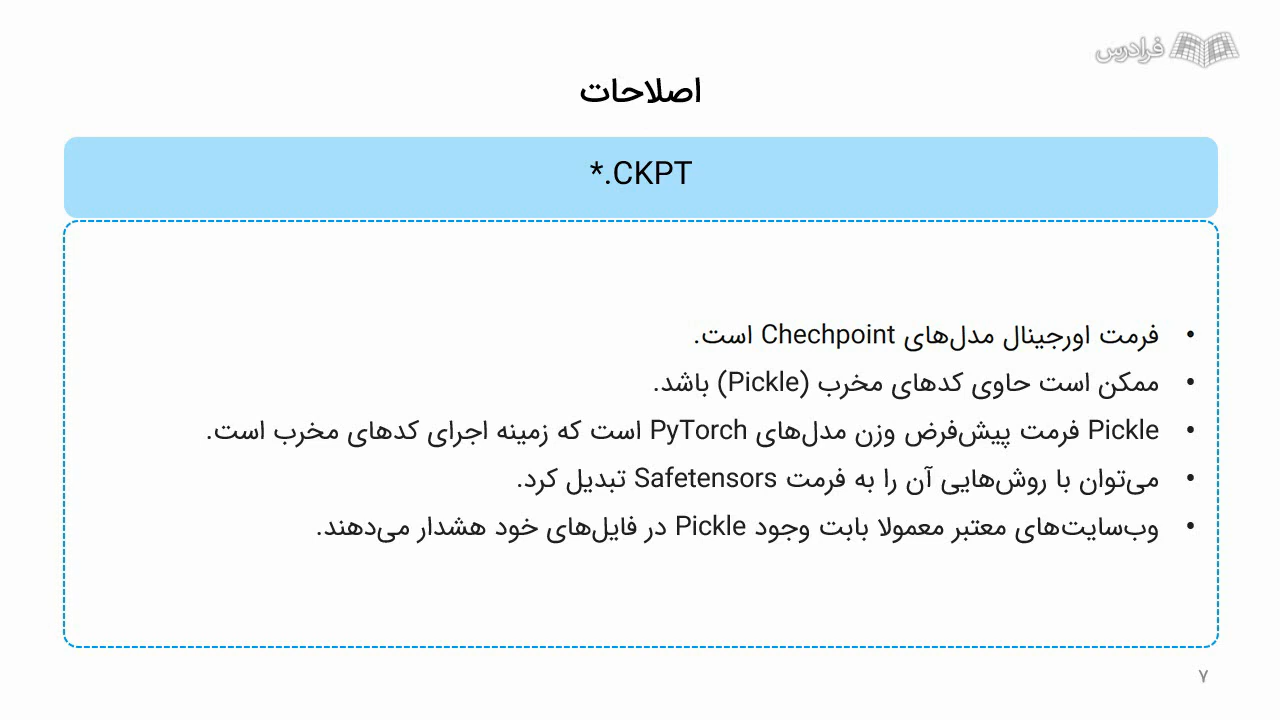 فرادرس
اصلاحات
*.CKPT
• فرمت اورجینال مدل‌های Chechpoint است.
• ممکن است حاوی کدهای مخرب (Pickle) باشد.
• Pickle فرمت پیش‌فرض وزن مدل‌های PyTorch است که زمینه اجرای کدهای مخرب است.
• می‌توان با روش‌هایی آن را به فرمت Safetensors تبدیل کرد.
• وب‌سایت‌های معتبر معمولا بابت وجود Pickle در فایل‌های خود هشدار می‌دهند.
۷